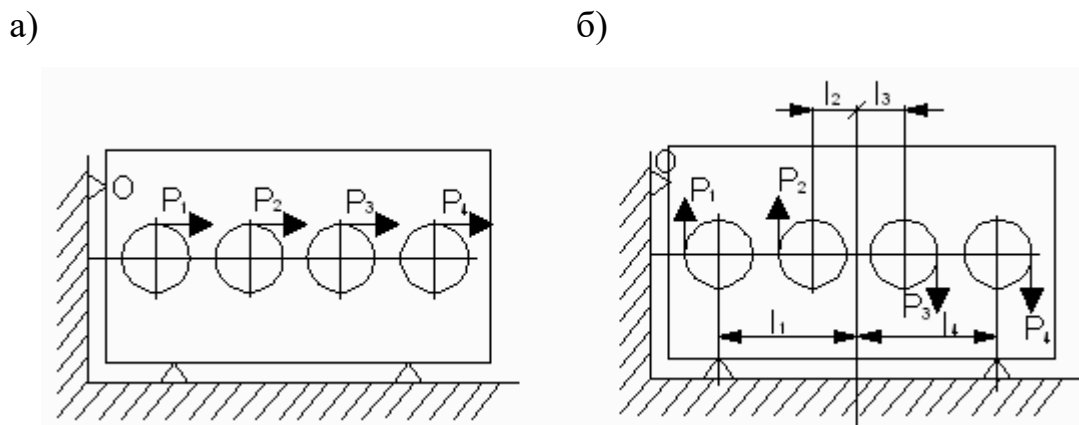 а) б)
l₂ l₃
O P₁ P₂ P₃ P₄
O P₁ P₂
P₃ P₄
l₁ l₄